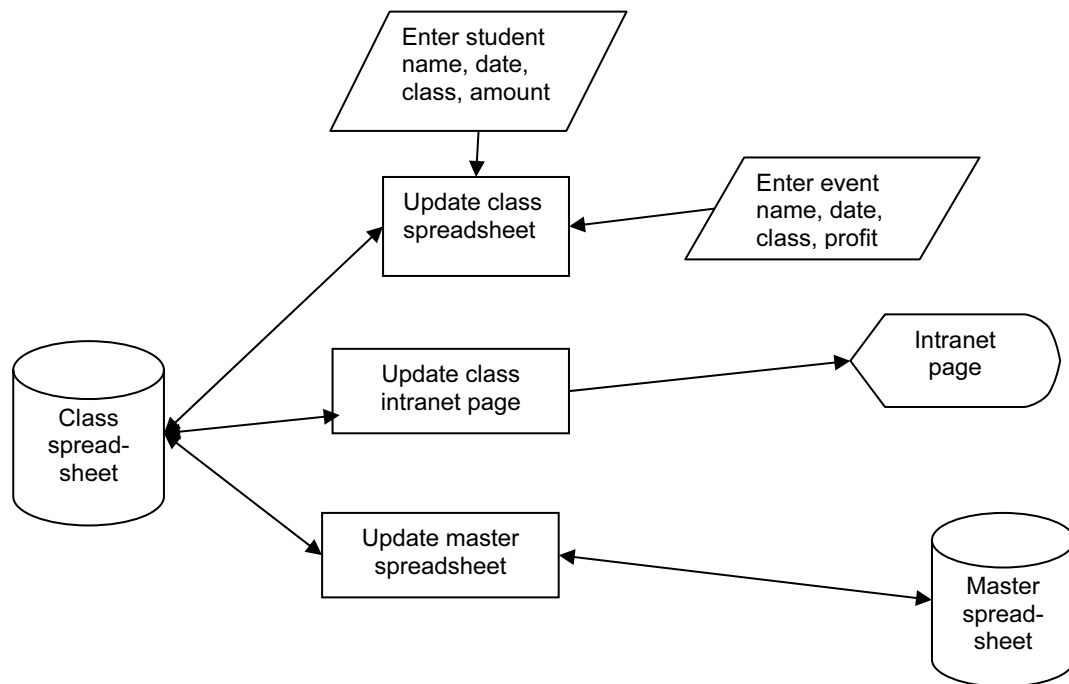 Enter student
name, date,
class, amount
Enter event
name, date,
class, profit
Update class
spreadsheet
Intranet
page
Update class
intranet page
Class
spread-
sheet
Update master
spreadsheet
Master
spread-
sheet